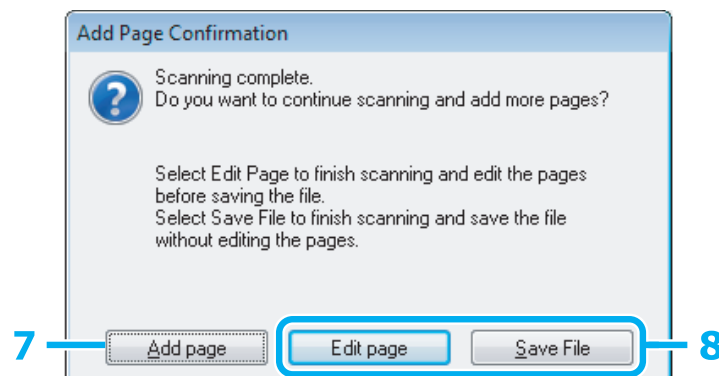 Add Page Confirmation
Scanning complete.
Do you want to continue scanning and add more pages?
Select Edit Page to finish scanning and edit the pages
before saving the file.
Select Save File to finish scanning and save the file
without editing the pages.
7 Add page Edit page Save File 8